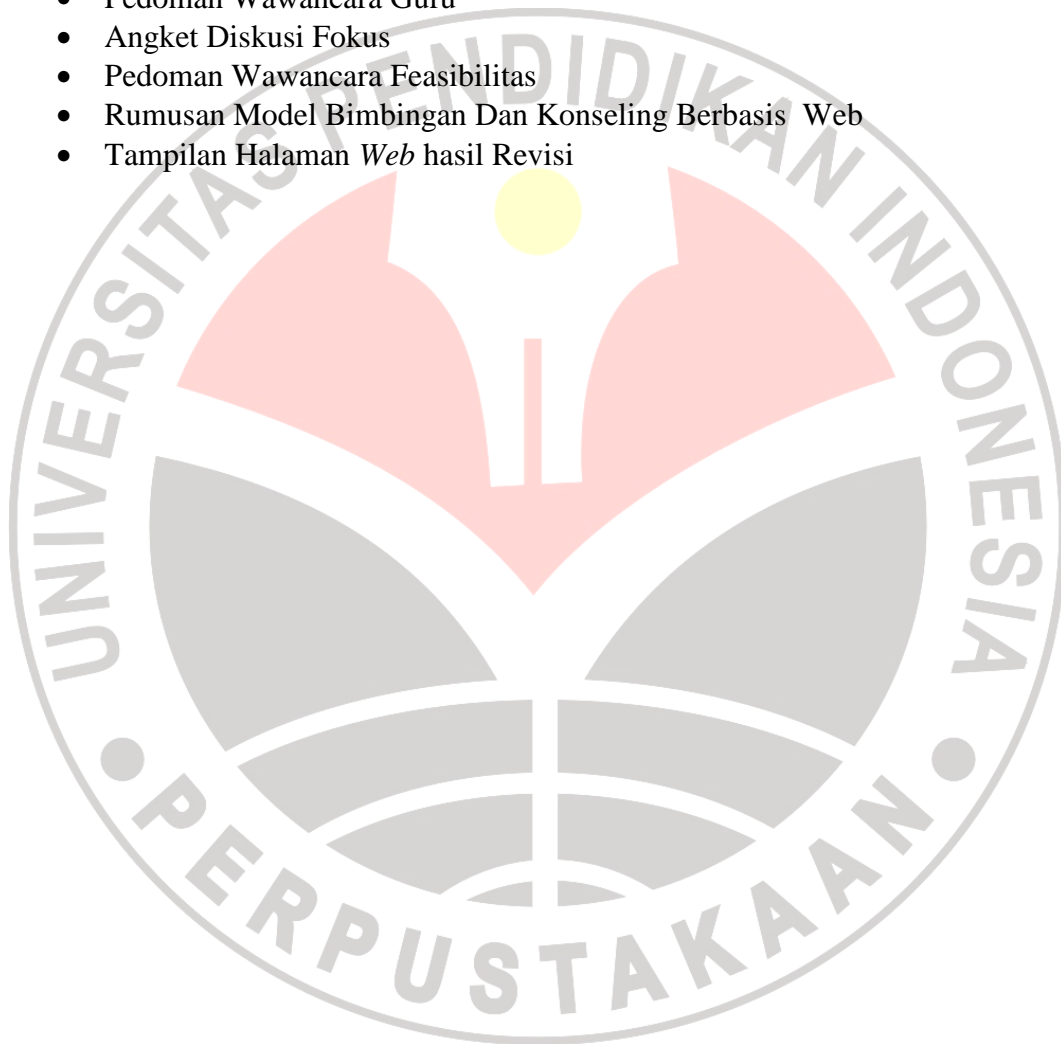 • Pedoman Wawancara Guru
• Angket Diskusi Fokus
• Pedoman Wawancara Feasibilitas
• Rumusan Model Bimbingan Dan Konseling Berbasis Web
• Tampilan Halaman Web hasil Revisi
UNIVERSITAS PENDIDIKAN INDONESIA
PERPUSTAKAAN